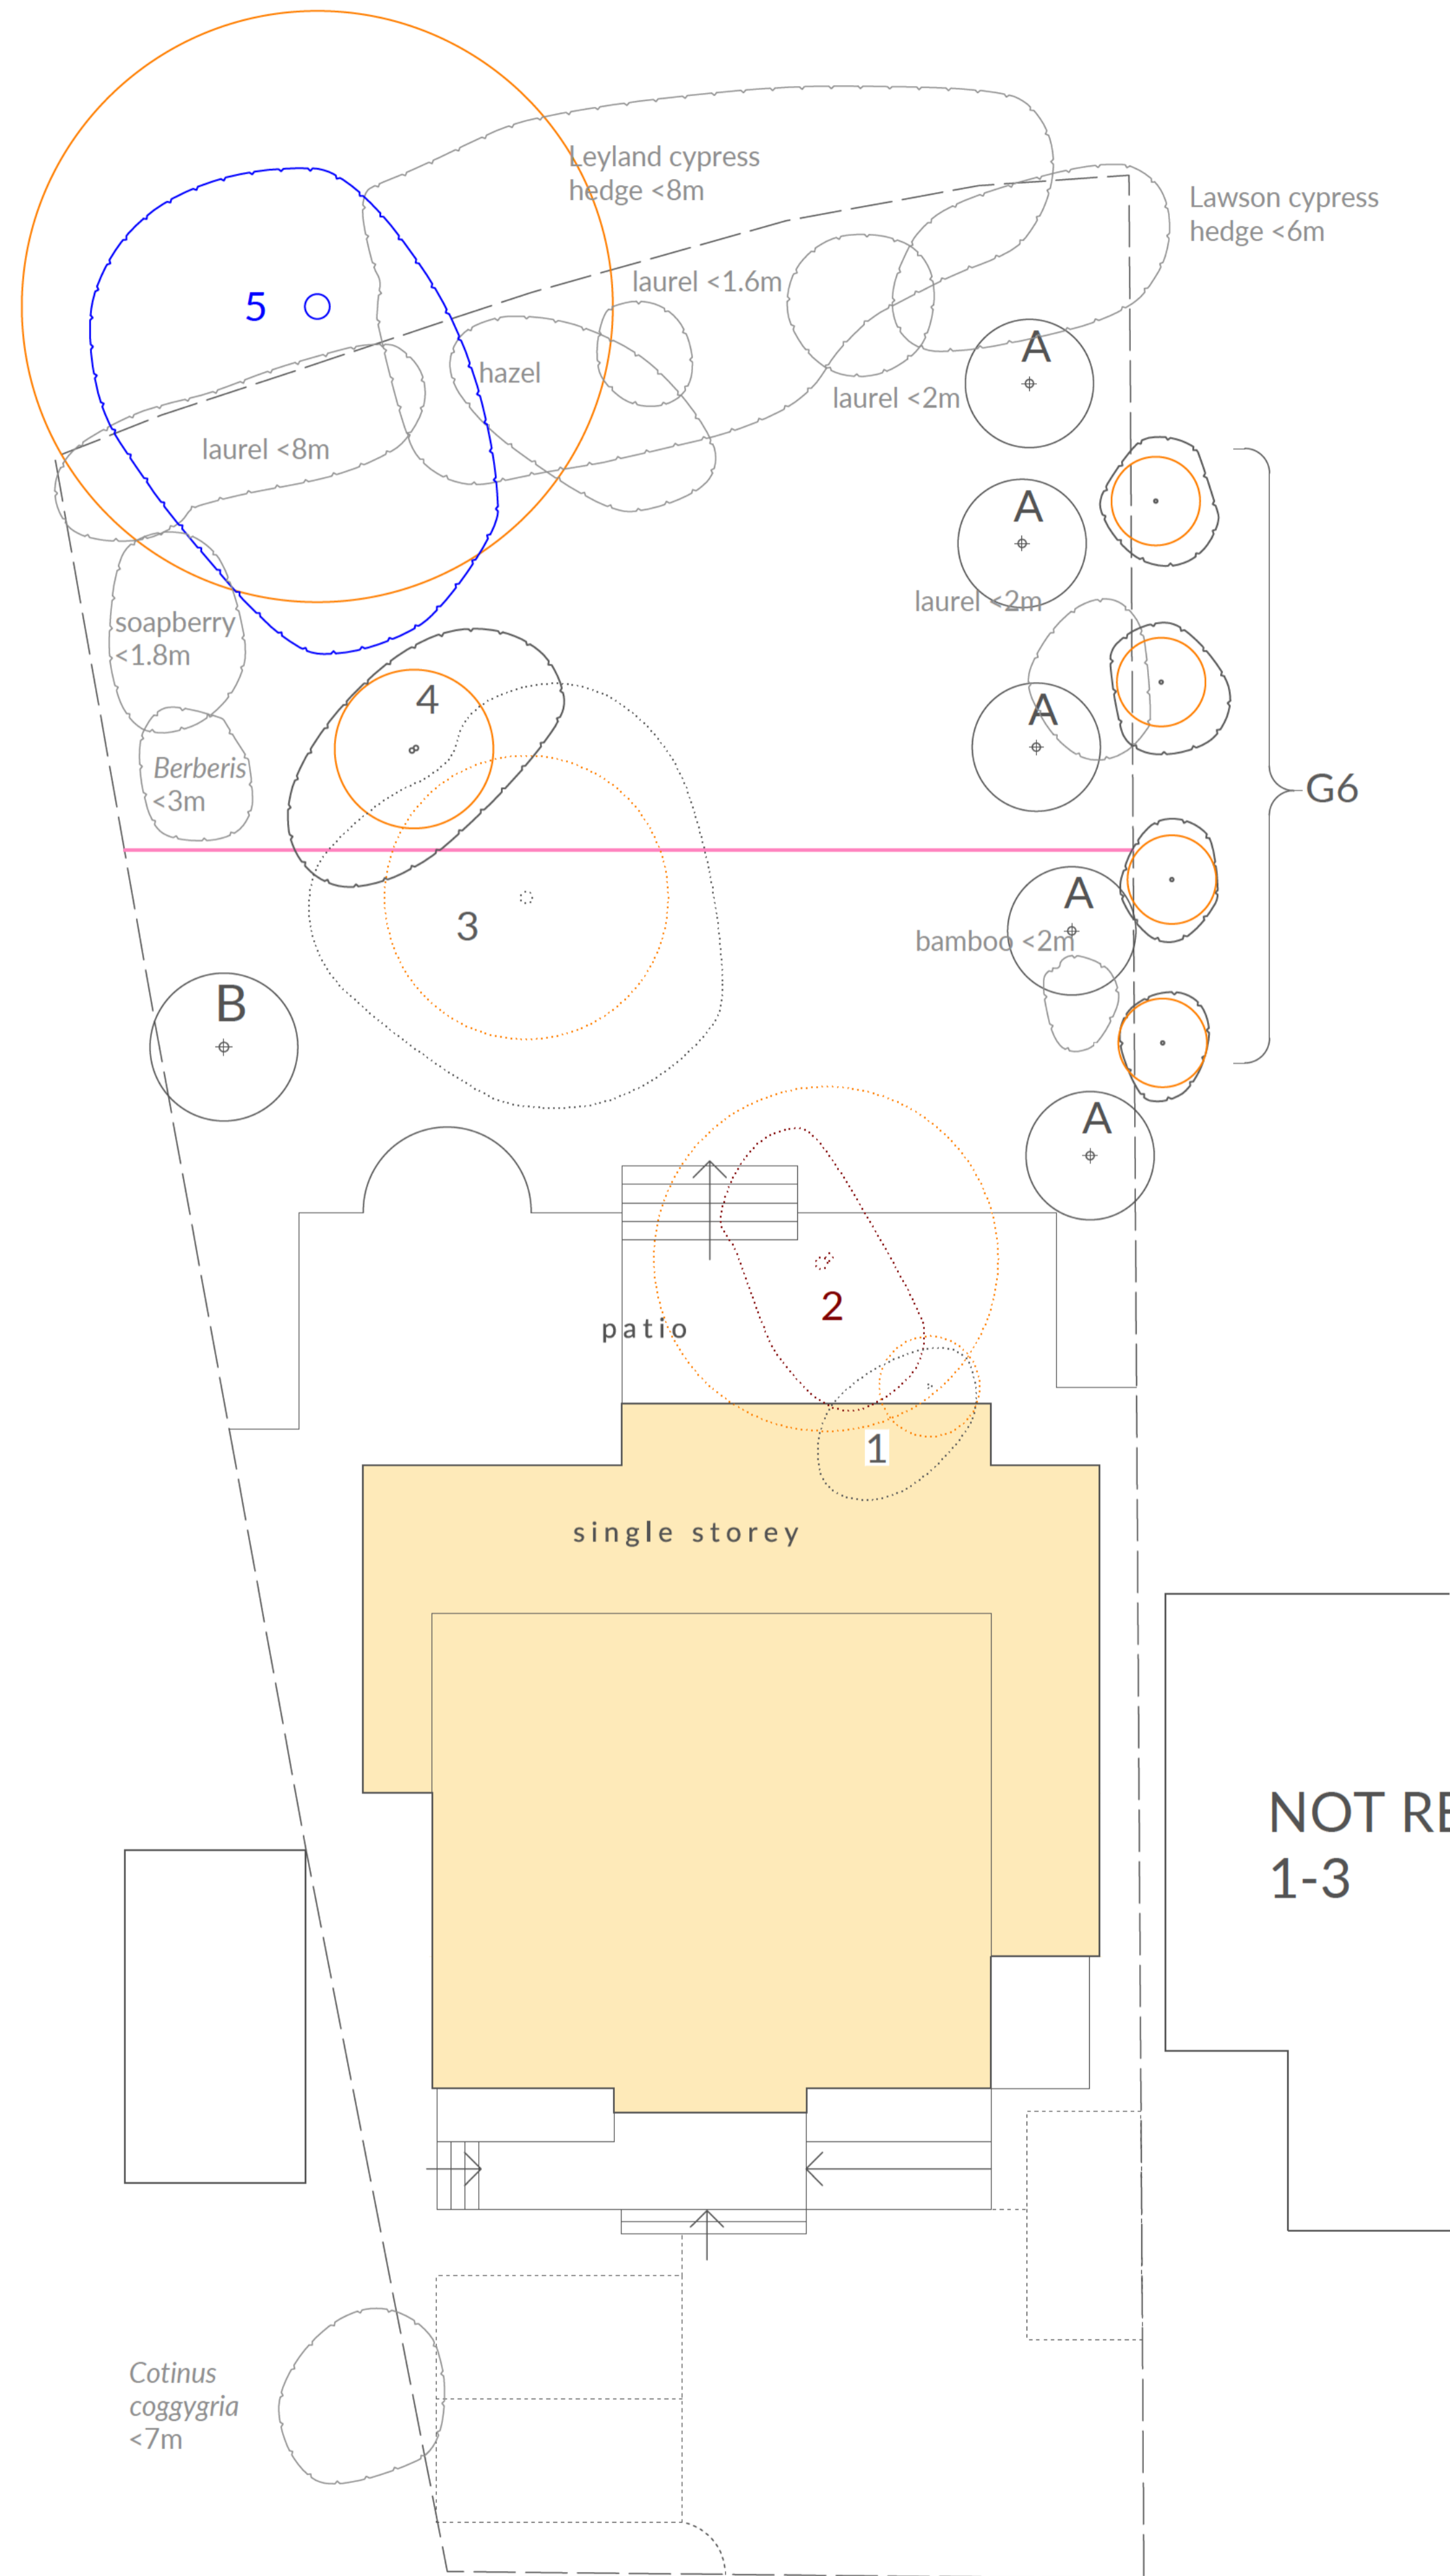 Leyland cypress
hedge <8m
Lawson cypress
hedge <6m
laurel <1.6m
5
A
hazel
laurel <2m
laurel <8m
A
laurel <2m
soapberry
<1.8m
4
A
Berberis
<3m
G6
A
3
bamboo <2m
B
A
2
patio
1
single storey
NOT RE
1-3
Cotinus
coggygria
<7m